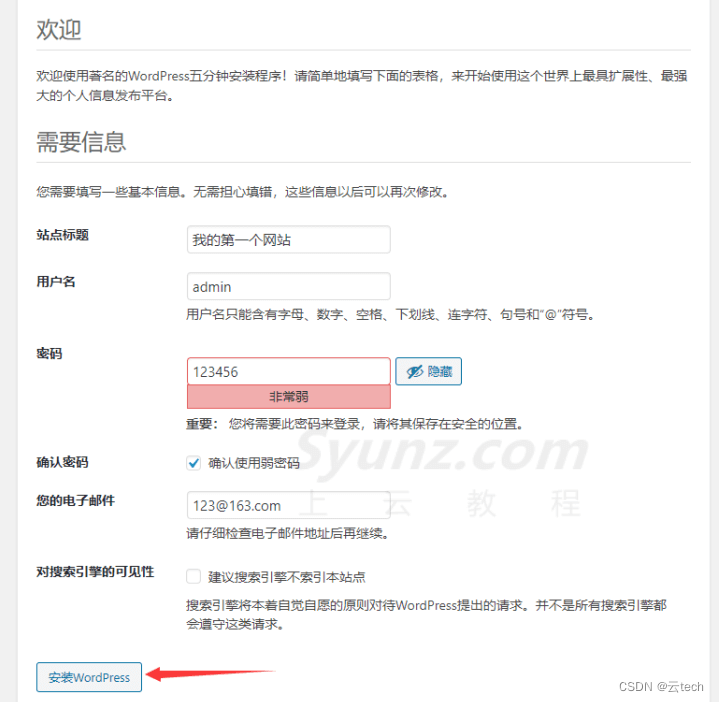 欢迎
欢迎使用著名的WordPress五分钟安装程序！请简单地填写下面的表格，来开始使用这个世界上最具扩展性、最强
大的个人信息发布平台。
需要信息
您需要填写一些基本信息。无需担心填错，这些信息以后可以再次修改。
站点标题 我的第一个网站
用户名 admin
用户名只能含有字母、数字、空格、下划线、连字符、句号和“@”符号。
密码 123456 隐藏
非常弱
重要： 您将需要此密码来登录，请将其保存在安全的位置。
Syunz.com
确认密码 确认使用弱密码
您的电子邮件 123@163.com
上云教程
请仔细检查电子邮件地址后再继续。
对搜索引擎的可见性 建议搜索引擎不索引本站点
搜索引擎将本着自觉自愿的原则对待WordPress提出的请求。并不是所有搜索引擎都
会遵守这类请求。
安装WordPress
CSDN @云tech